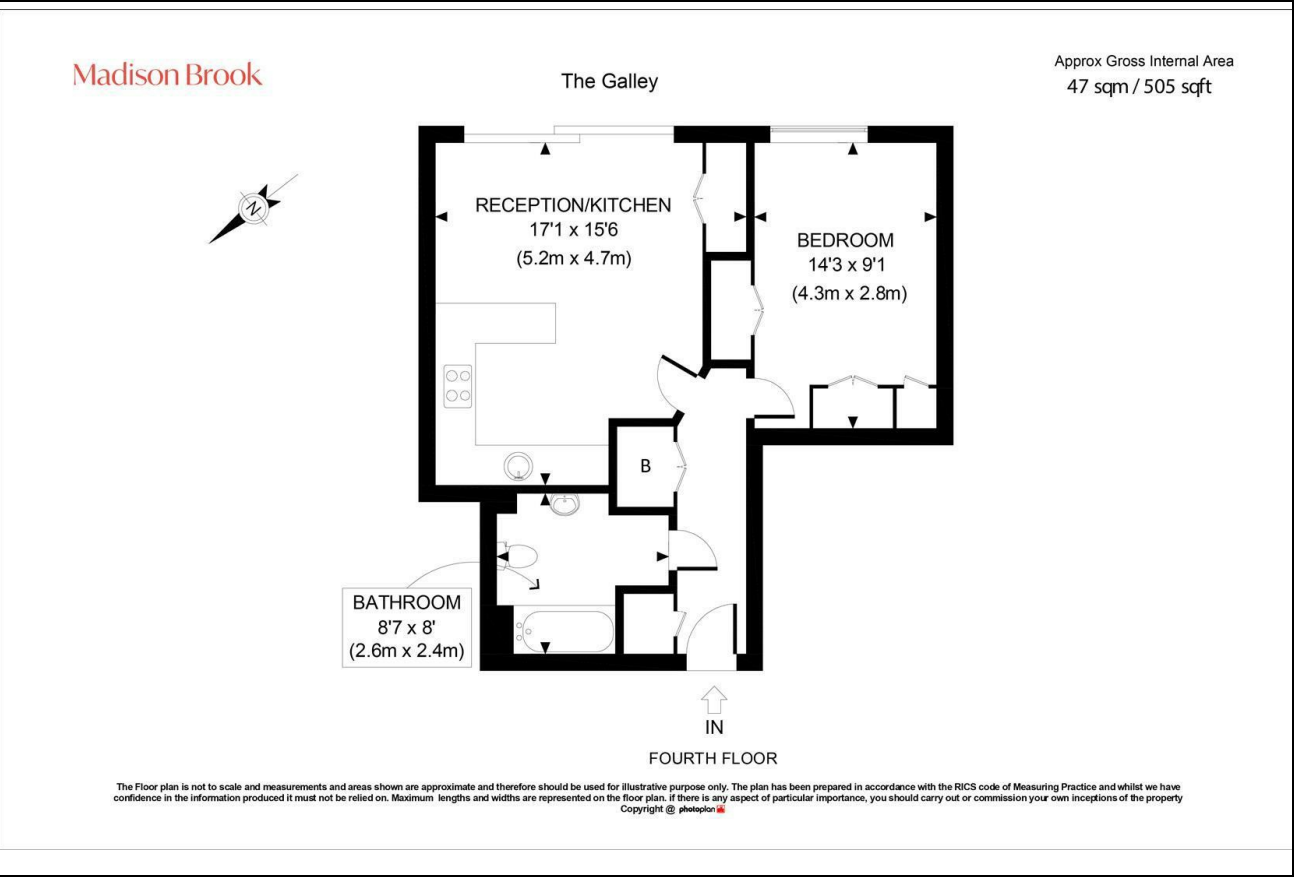 Madison Brook
The Galley
Approx Gross Internal Area
47 sqm / 505 sqft
N
RECEPTION/KITCHEN
17'1 x 15'6
(5.2m x 4.7m)
BEDROOM
14'3 x 9'1
(4.3m x 2.8m)
B
BATHROOM
8'7 x 8'
(2.6m x 2.4m)
IN
FOURTH FLOOR
The Floor plan is not to scale and measurements and areas shown are approximate and therefore should be used for illustrative purpose only. The plan has been prepared in accordance with the RICS code of Measuring Practice and whilst we have
confidence in the information produced it must not be relied on. Maximum lengths and widths are represented on the floor plan. if there is any aspect of particular importance, you should carry out or commission your own inceptions of the property
Copyright @ photoplan